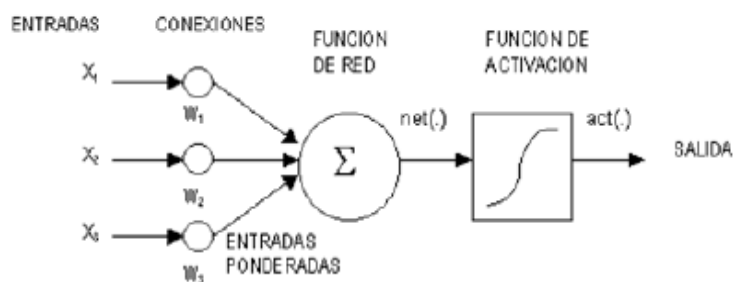 ENTRADAS
CONEXIONES
FUNCION
DE RED
FUNCION DE
ACTIVACION
X₁
W₁
X₂
W₂
X₃
W₃
Σ
net(.)
act(.)
SALIDA
ENTRADAS
PONDERADAS